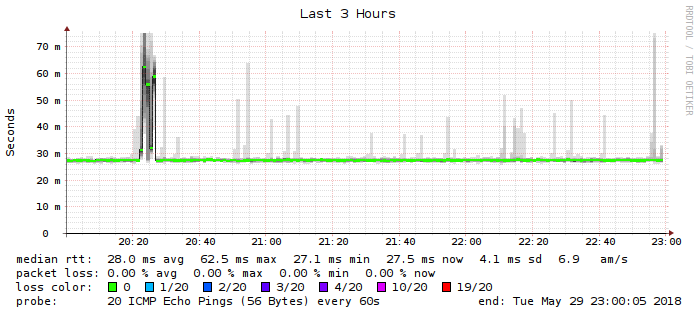 Last 3 Hours
RRDTOOL / TOBI OETIKER
Seconds
70 m
60 m
50 m
40 m
30 m
20 m
10 m
0
20:20 20:40 21:00 21:20 21:40 22:00 22:20 22:40 23:00
median rtt: 28.0 ms avg 62.5 ms max 27.1 ms min 27.5 ms now 4.1 ms sd 6.9 am/s
packet loss: 0.00 % avg 0.00 % max 0.00 % min 0.00 % now
loss color: 0 1/20 2/20 3/20 4/20 10/20 19/20
probe: 20 ICMP Echo Pings (56 Bytes) every 60s end: Tue May 29 23:00:05 2018